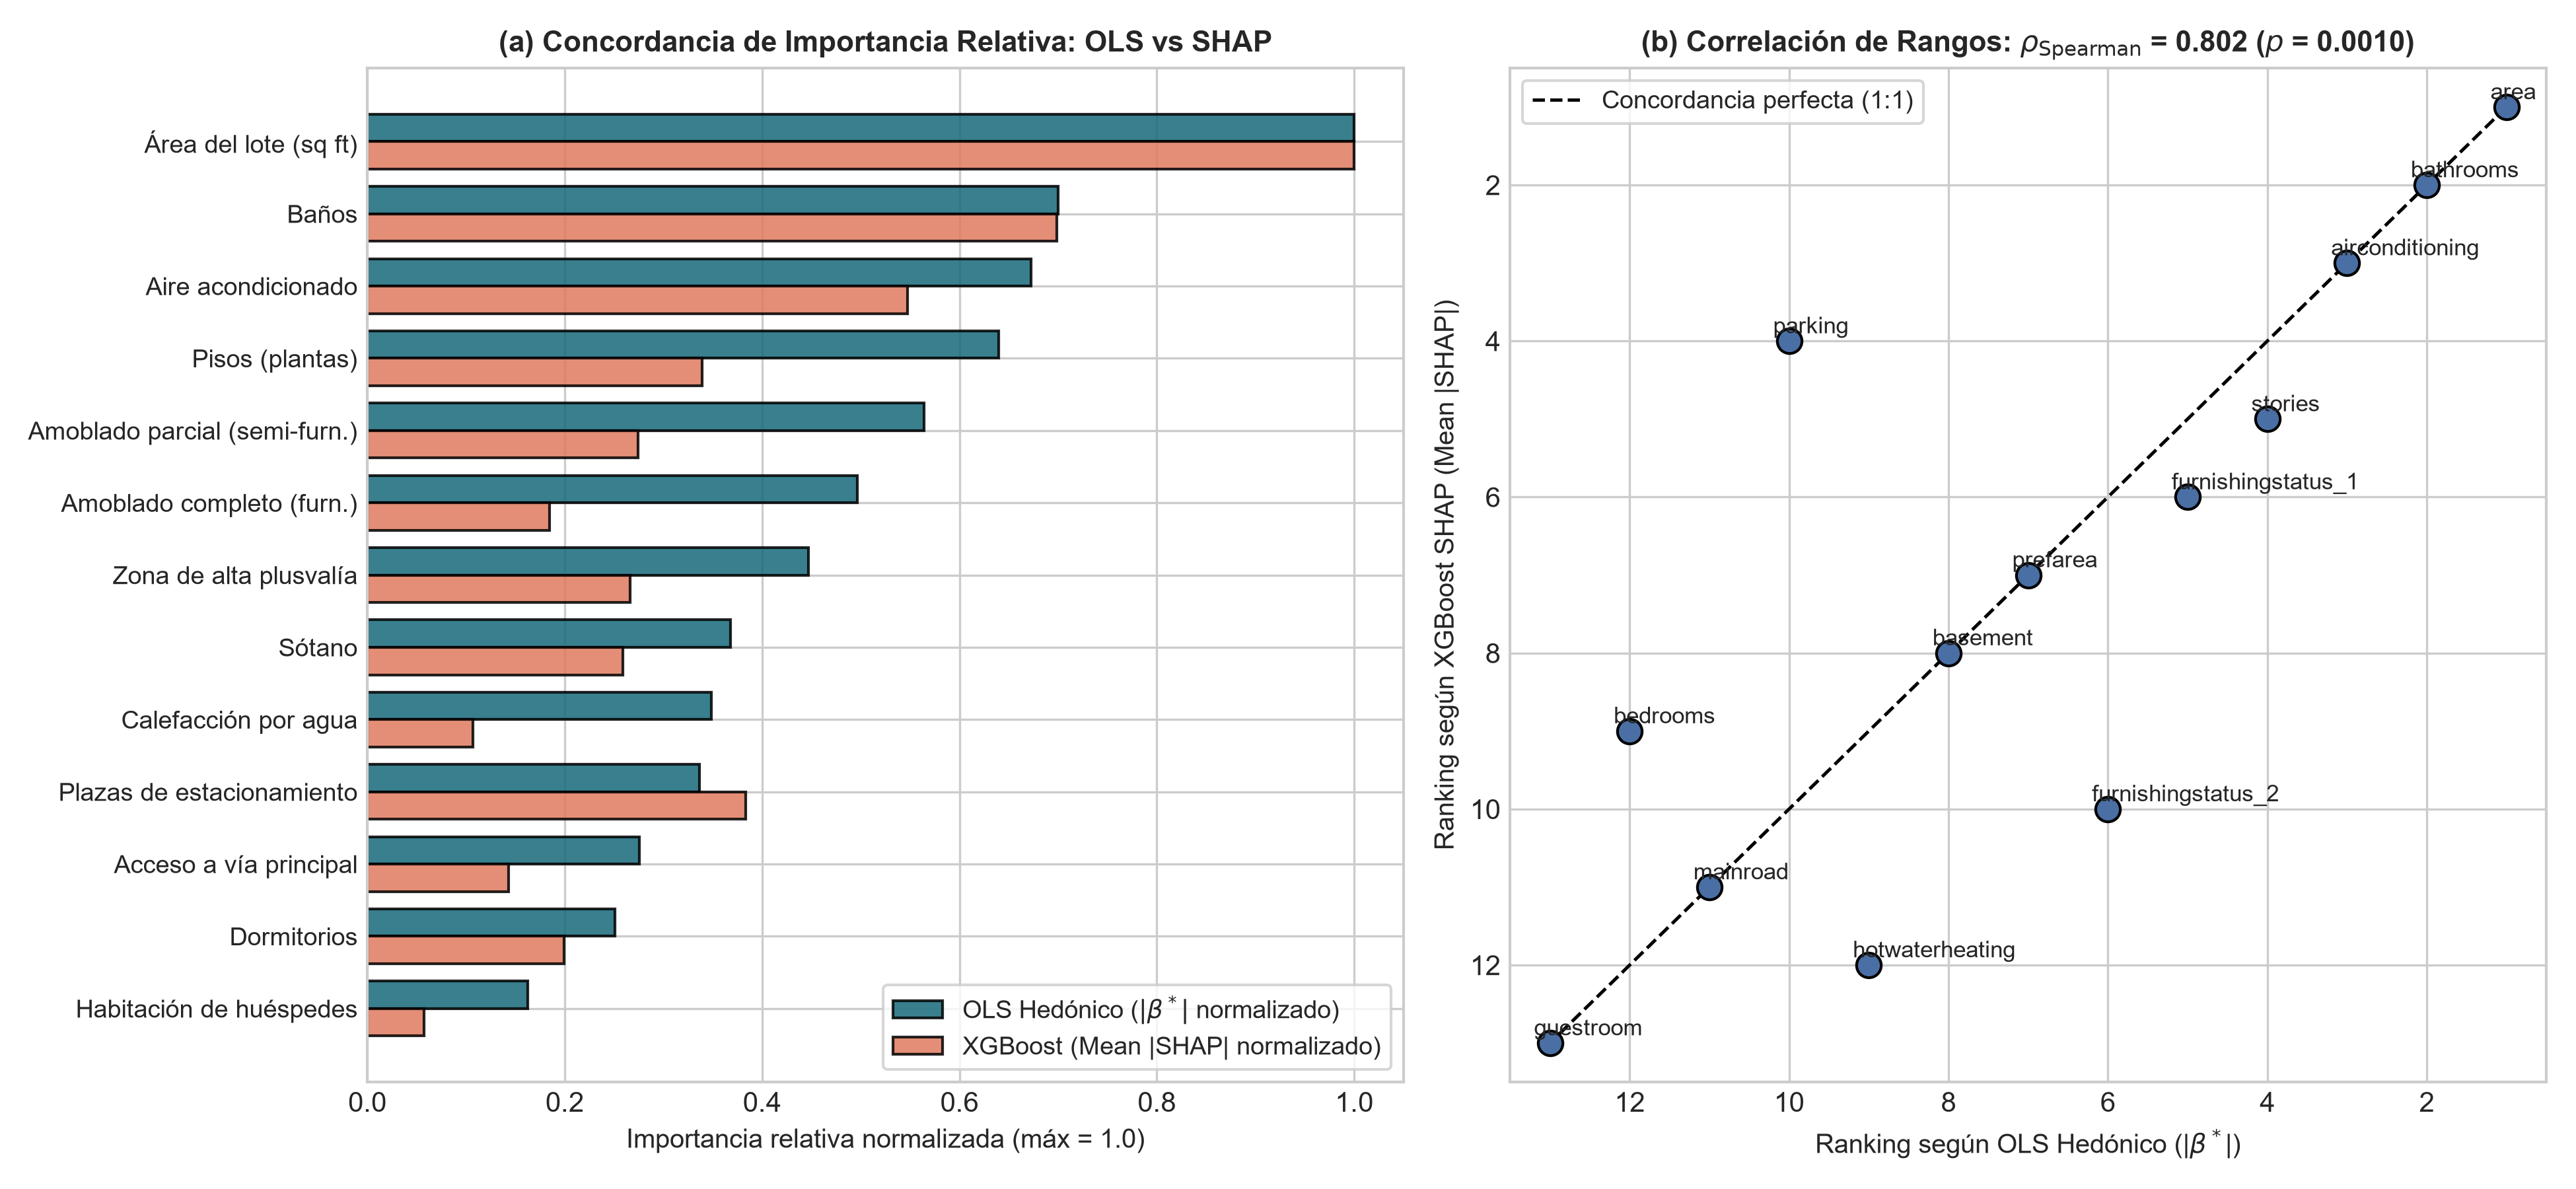 (a) Concordancia de Importancia Relativa: OLS vs SHAP
Área del lote (sq ft)
Baños
Aire acondicionado
Pisos (plantas)
Amoblado parcial (semi-furn.)
Amoblado completo (furn.)
Zona de alta plusvalía
Sótano
Calefacción por agua
Plazas de estacionamiento
Acceso a vía principal
Dormitorios
Habitación de huéspedes
OLS Hedónico (|β*| normalizado)
XGBoost (Mean |SHAP| normalizado)
0.0 0.2 0.4 0.6 0.8 1.0
Importancia relativa normalizada (máx = 1.0)
(b) Correlación de Rangos: ρSpearman = 0.802 (p = 0.0010)
Concordancia perfecta (1:1)
Ranking según XGBoost SHAP (Mean |SHAP|)
2
4
6
8
10
12
area
bathrooms
airconditioning
parking
stories
furnishingstatus_1
prefarea
basement
bedrooms
furnishingstatus_2
mainroad
hotwaterheating
guestroom
12 10 8 6 4 2
Ranking según OLS Hedónico (|β*|)